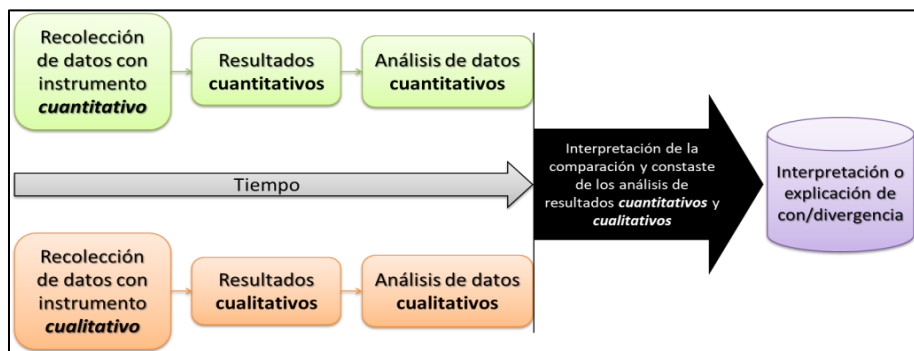 Recolección
de datos con
instrumento
cuantitativo
Resultados
cuantitativos
Análisis de datos
cuantitativos
Tiempo
Interpretación de la
comparación y constaste
de los análisis de
resultados cuantitativos y
cualitativos
Interpretación o
explicación de
con/divergencia
Recolección
de datos con
instrumento
cualitativo
Resultados
cualitativos
Análisis de datos
cualitativos